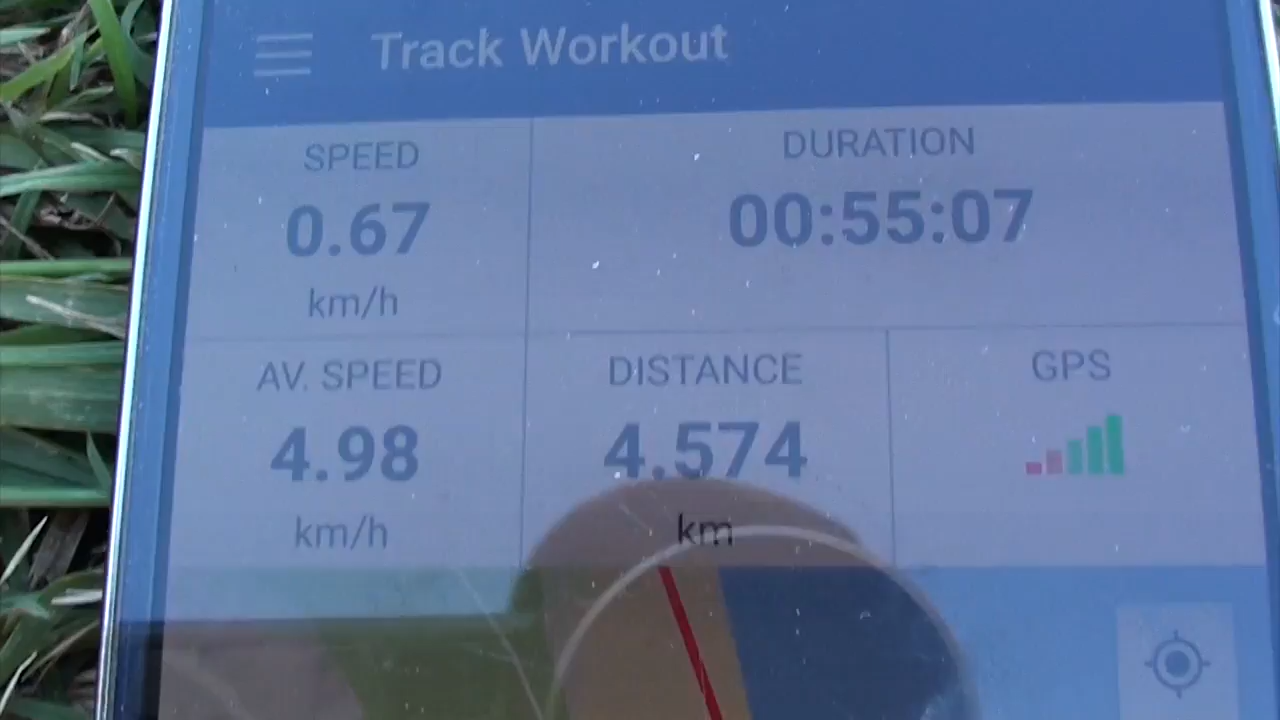 Track Workout
SPEED
0.67
km/h
DURATION
00:55:07
AV. SPEED
4.98
km/h
DISTANCE
4.574
km
GPS